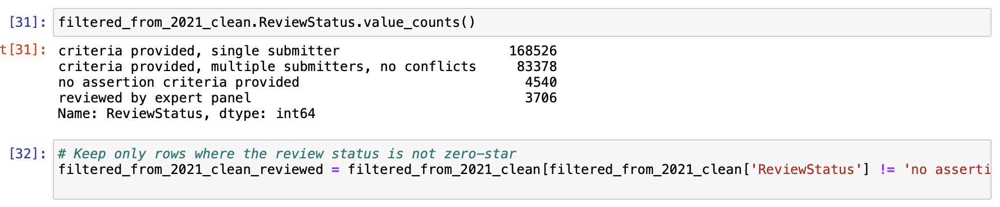 [31]: filtered_from_2021_clean.ReviewStatus.value_counts()
t[31]: criteria provided, single submitter 168526
criteria provided, multiple submitters, no conflicts 83378
no assertion criteria provided 4540
reviewed by expert panel 3706
Name: ReviewStatus, dtype: int64
[32]: # Keep only rows where the review status is not zero-star
filtered_from_2021_clean_reviewed = filtered_from_2021_clean[filtered_from_2021_clean['ReviewStatus'] != 'no asserti